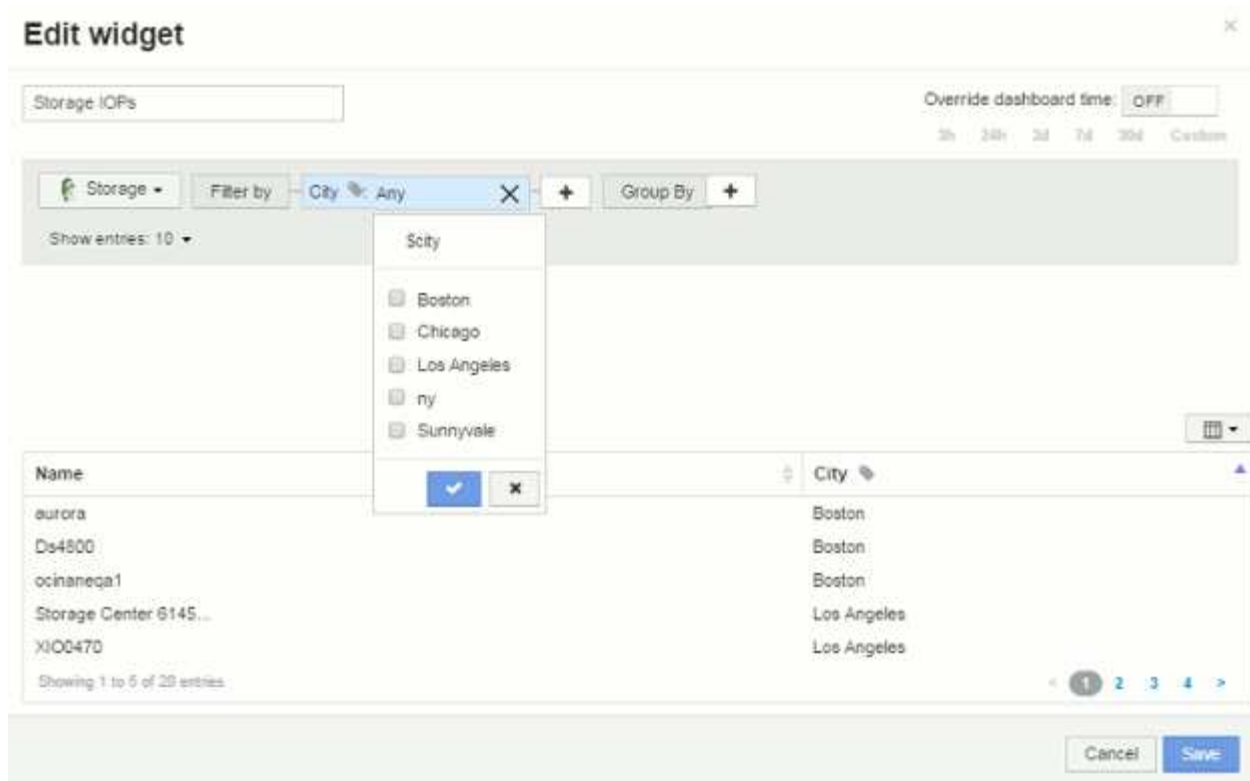 Edit widget
Storage IOPs
Override dashboard time: OFF
3h 24h 3d 7d 30d Custom
Storage Filter by City : Any Group By
Show entries: 10
$city
Boston
Chicago
Los Angeles
ny
Sunnyvale
Name City
aurora Boston
Ds4800 Boston
ocinaneqa1 Boston
Storage Center 6145... Los Angeles
XIO0470 Los Angeles
Showing 1 to 5 of 20 entries < 1 2 3 4 >
Cancel Save